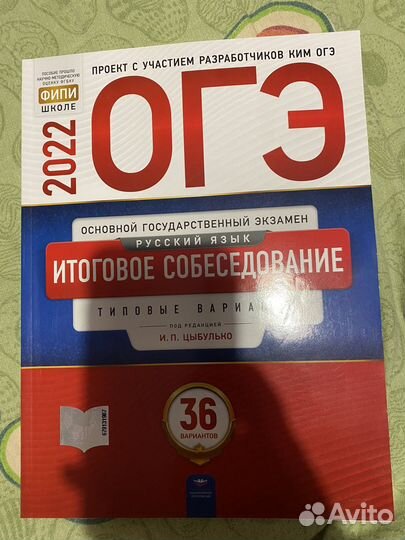 ПРОЕКТ С УЧАСТИЕМ РАЗРАБОТЧИКОВ КИМ ОГЭ
ПОСОБИЕ ПРОШЛО
НАУЧНО-МЕТОДИЧЕСКУЮ
ОЦЕНКУ ФГБНУ
ФИПИ
ШКОЛЕ
2022
ОГЭ
ОСНОВНОЙ ГОСУДАРСТВЕННЫЙ ЭКЗАМЕН
РУССКИЙ ЯЗЫК
ИТОГОВОЕ СОБЕСЕДОВАНИЕ
ТИПОВЫЕ ВАРИА
ПОД РЕДАКЦИЕЙ
И. П. ЦЫБУЛЬКО
36
ВАРИАНТОВ
Avito